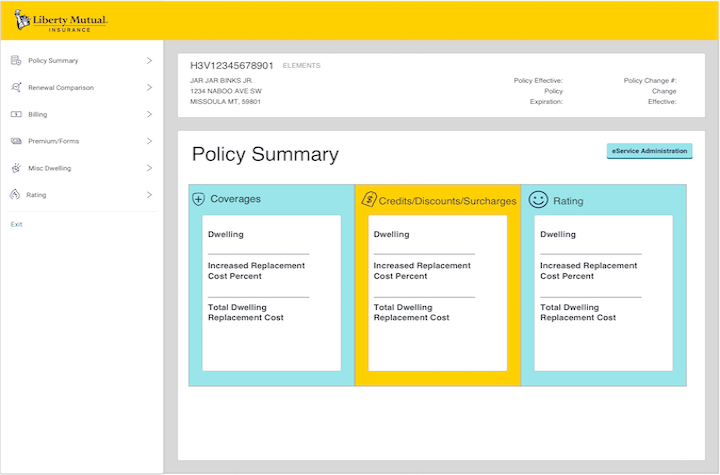 Liberty Mutual.
INSURANCE
Policy Summary
Renewal Comparison
Billing
Premium/Forms
Misc Dwelling
Rating
Exit
H3V12345678901 ELEMENTS
JAR JAR BINKS JR.
1234 NABOO AVE SW
MISSOULA MT, 59801
Policy Effective:
Policy
Expiration:
Policy Change #:
Change
Effective:
Policy Summary
eService Administration
Coverages
Dwelling
Increased Replacement
Cost Percent
Total Dwelling
Replacement Cost
Credits/Discounts/Surcharges
Dwelling
Increased Replacement
Cost Percent
Total Dwelling
Replacement Cost
Rating
Dwelling
Increased Replacement
Cost Percent
Total Dwelling
Replacement Cost